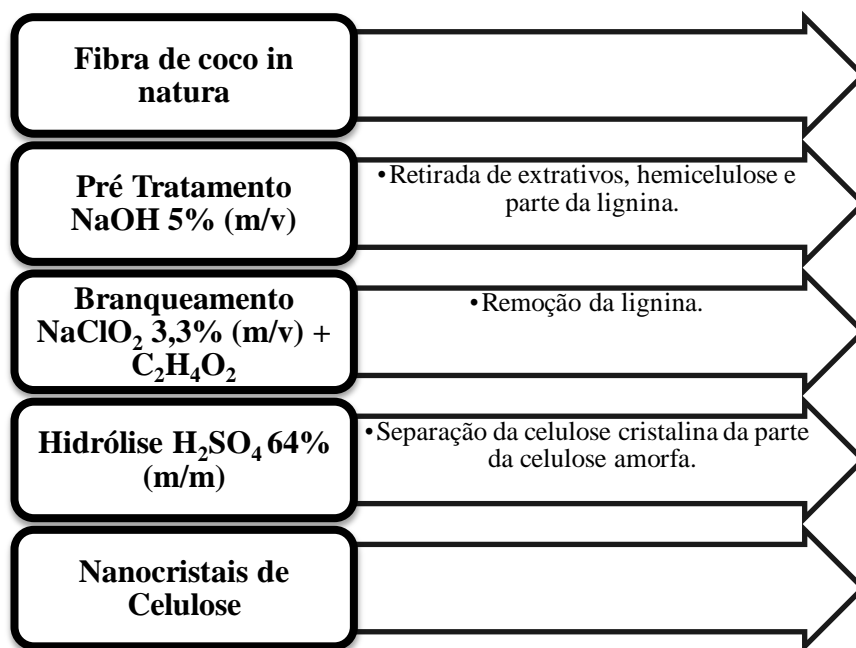 Fibra de coco in
natura
Pré Tratamento
NaOH 5% (m/v)
•Retirada de extrativos, hemicelulose e
parte da lignina.
Branqueamento
NaClO₂ 3,3% (m/v) +
C₂H₄O₂
•Remoção da lignina.
Hidrólise H₂SO₄ 64%
(m/m)
•Separação da celulose cristalina da parte
da celulose amorfa.
Nanocristais de
Celulose